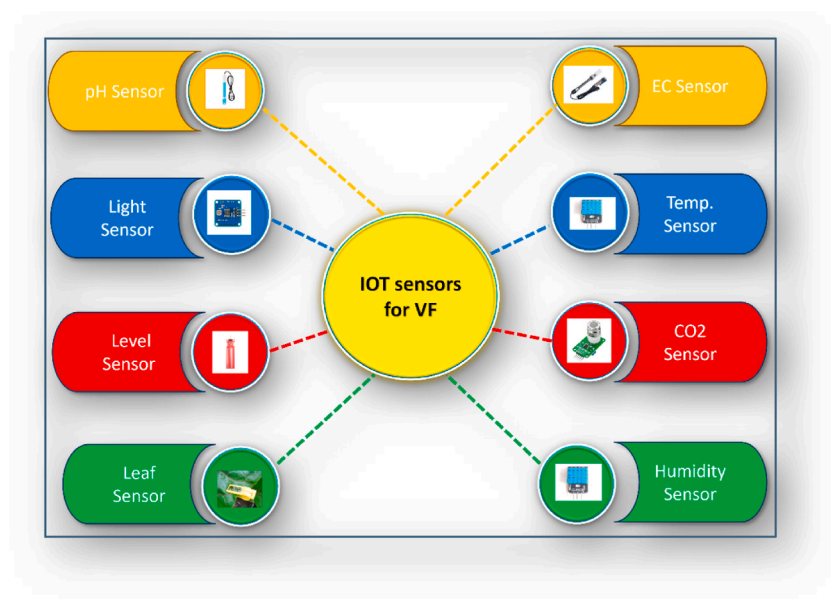 pH Sensor
EC Sensor
Light
Sensor
Temp.
Sensor
IOT sensors
for VF
Level
Sensor
CO2
Sensor
Leaf
Sensor
Humidity
Sensor